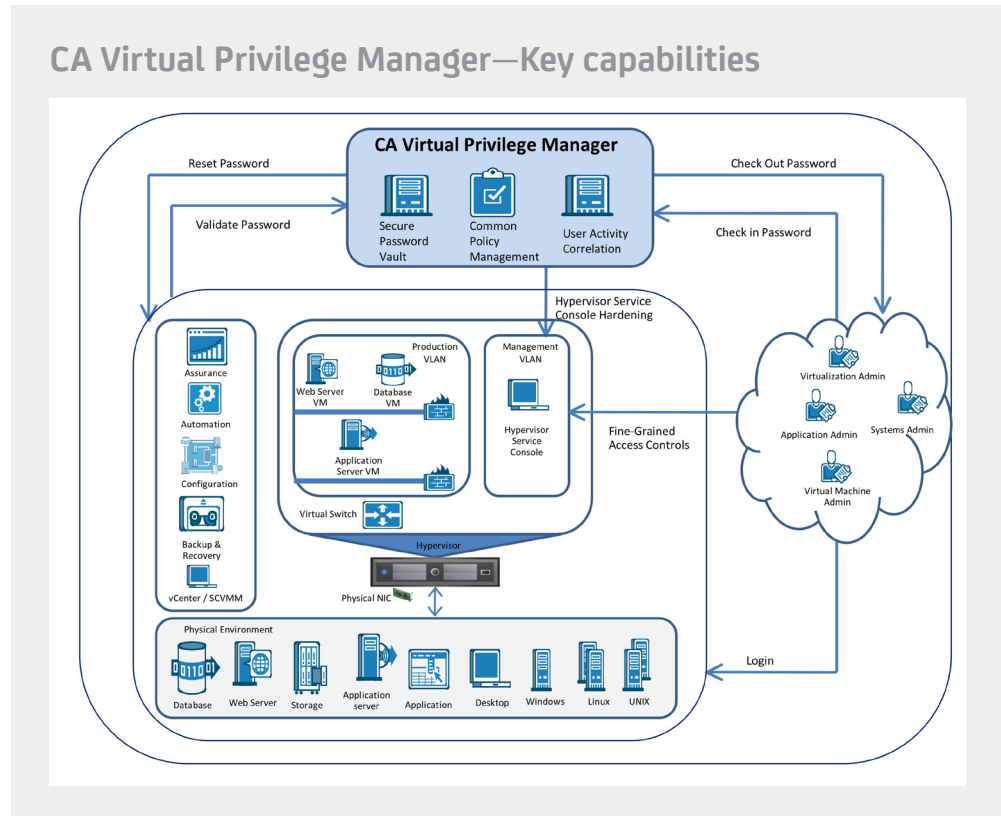 CA Virtual Privilege Manager—Key capabilities
CA Virtual Privilege Manager
Reset Password
Check Out Password
Validate Password
Secure
Password
Vault
Common
Policy
Management
User Activity
Correlation
Check in Password
Hypervisor Service
Console Hardening
Assurance
Automation
Configuration
Backup &
Recovery
vCenter / SCVMM
Production
VLAN
Web Server
VM
Database
VM
Application
Server VM
Management
VLAN
Hypervisor
Service
Console
Virtual Switch
Hypervisor
Physical NIC
Fine-Grained
Access Controls
Virtualization Admin
Application Admin
Systems Admin
Virtual Machine
Admin
Login
Physical Environment
Database
Web Server
Storage
Application
server
Application
Desktop
Windows
Linux
UNIX